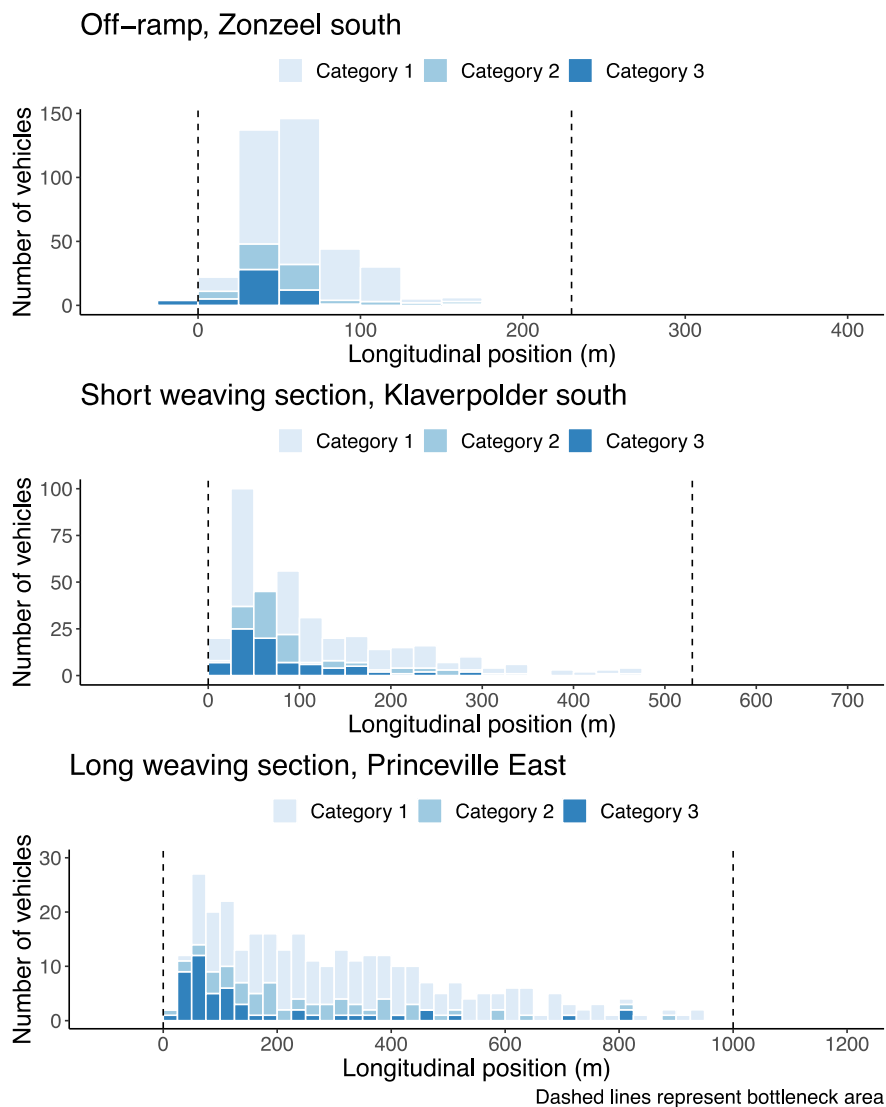 Off−ramp, Zonzeel south
Category 1 Category 2 Category 3
Number of vehicles
150
100
50
0
0 100 200 300 400
Longitudinal position (m)
Short weaving section, Klaverpolder south
Category 1 Category 2 Category 3
Number of vehicles
100
75
50
25
0
0 100 200 300 400 500 600 700
Longitudinal position (m)
Long weaving section, Princeville East
Category 1 Category 2 Category 3
Number of vehicles
30
20
10
0
0 200 400 600 800 1000 1200
Longitudinal position (m)
Dashed lines represent bottleneck area